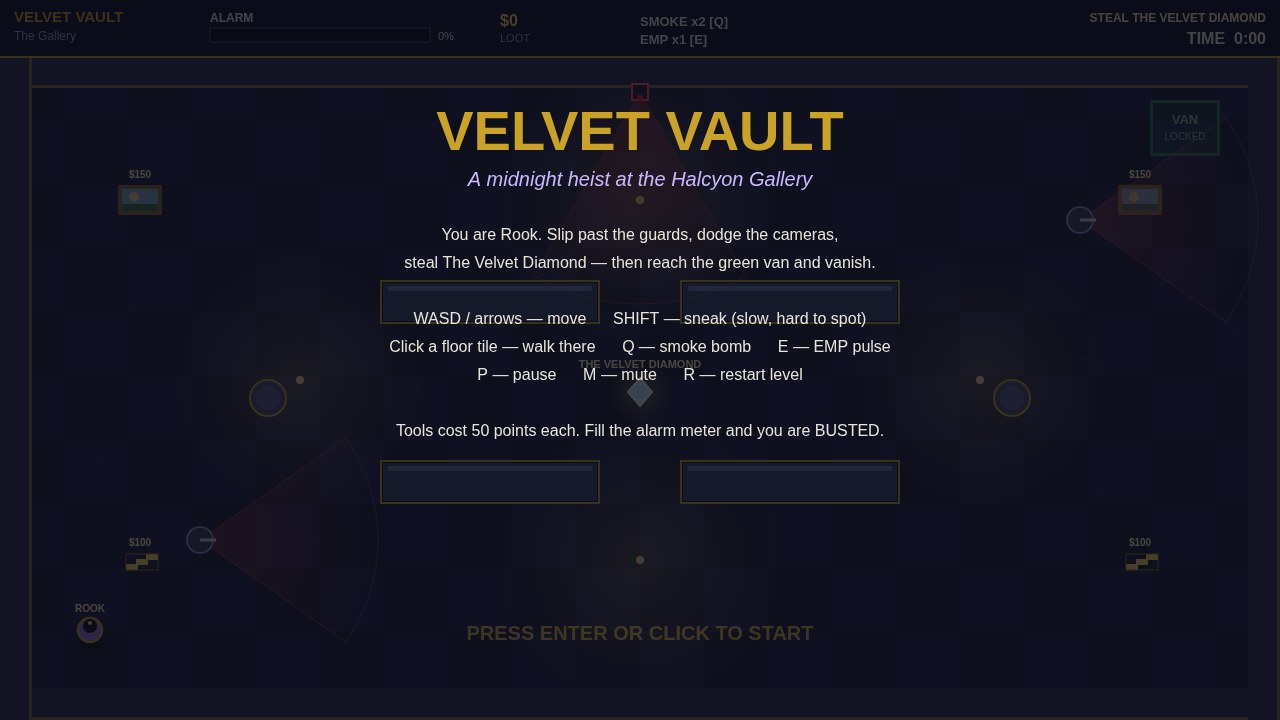 VELVET VAULT
The Gallery
ALARM
0%
$0
LOOT
SMOKE x2 [Q]
EMP x1 [E]
STEAL THE VELVET DIAMOND
TIME 0:00
VELVET VAULT
A midnight heist at the Halcyon Gallery
VAN
LOCKED
$150
$150
You are Rook. Slip past the guards, dodge the cameras,
steal The Velvet Diamond — then reach the green van and vanish.
WASD / arrows — move SHIFT — sneak (slow, hard to spot)
Click a floor tile — walk there Q — smoke bomb E — EMP pulse
THE VELVET DIAMOND
P — pause M — mute R — restart level
Tools cost 50 points each. Fill the alarm meter and you are BUSTED.
$100
$100
ROOK
PRESS ENTER OR CLICK TO START